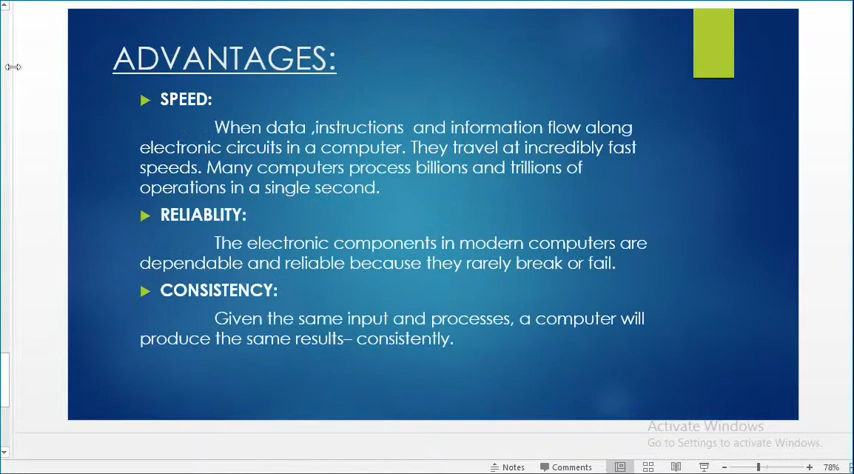 ADVANTAGES:
SPEED:
When data ,instructions and information flow along
electronic circuits in a computer. They travel at incredibly fast
speeds. Many computers process billions and trillions of
operations in a single second.
RELIABLITY:
The electronic components in modern computers are
dependable and reliable because they rarely break or fail.
CONSISTENCY:
Given the same input and processes, a computer will
produce the same results– consistently.
Activate Windows
Go to Settings to activate Windows.
Notes Comments 78%